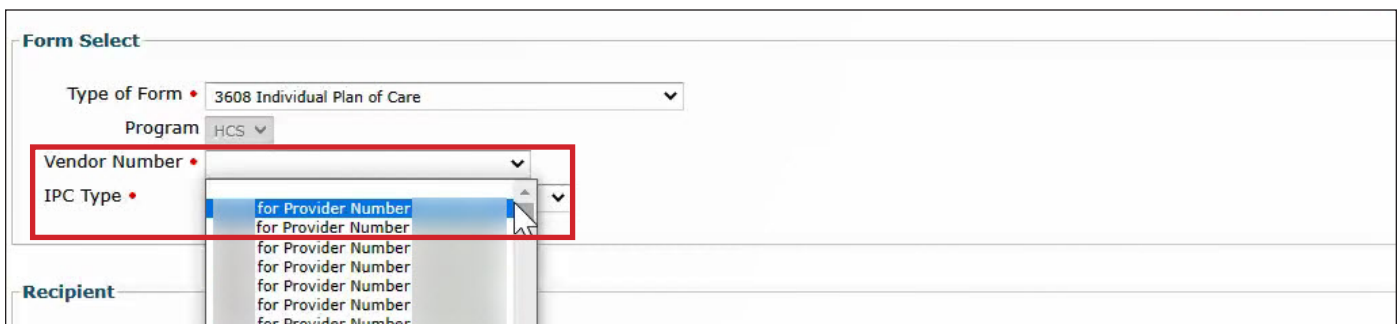 Form Select
Type of Form • 3608 Individual Plan of Care
Program HCS
Vendor Number •
IPC Type •
for Provider Number
for Provider Number
for Provider Number
for Provider Number
for Provider Number
for Provider Number
Recipient
for Provider Number